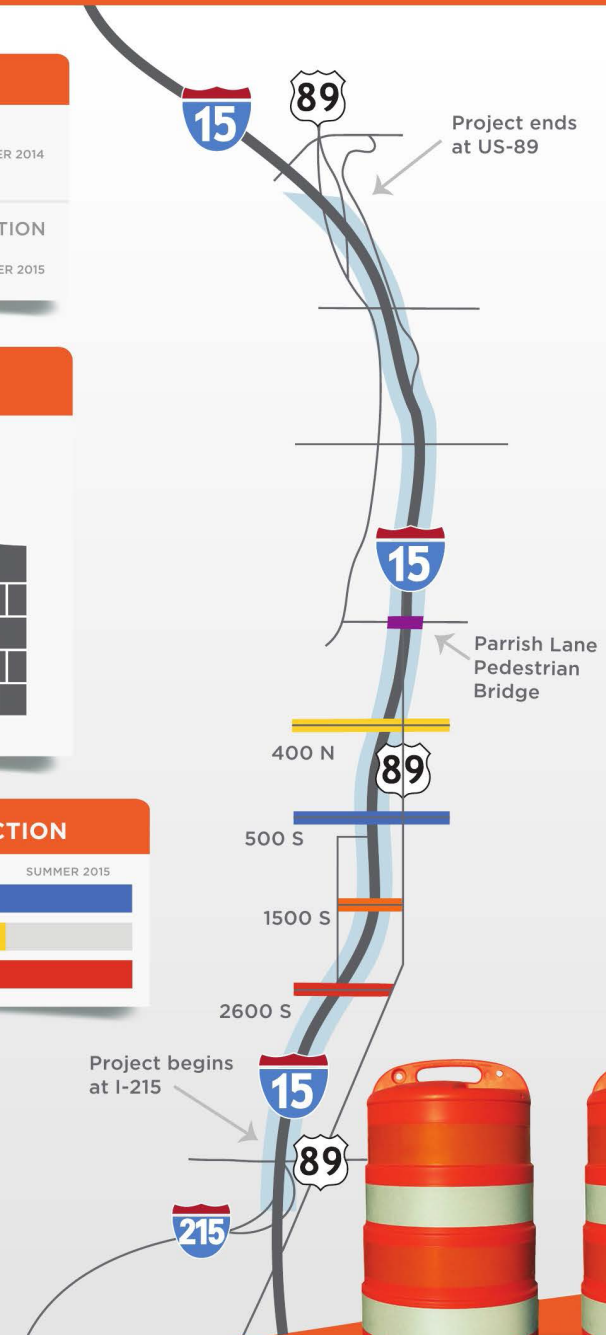 15
89
Project ends
at US-89
ER 2014
TION
ER 2015
15
Parrish Lane
Pedestrian
Bridge
400 N
89
500 S
CTION
SUMMER 2015
1500 S
2600 S
Project begins
at I-215
15
89
215